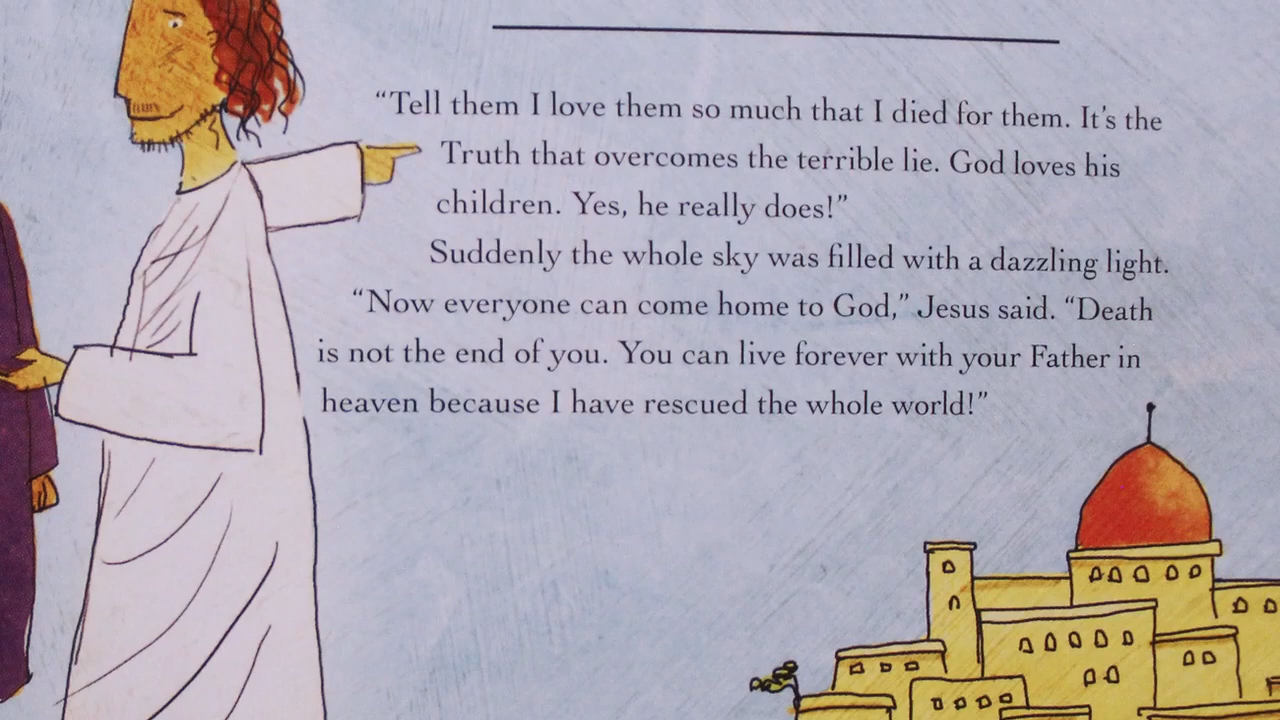 “Tell them I love them so much that I died for them. It’s the
Truth that overcomes the terrible lie. God loves his
children. Yes, he really does!”
Suddenly the whole sky was filled with a dazzling light.
“Now everyone can come home to God,” Jesus said. “Death
is not the end of you. You can live forever with your Father in
heaven because I have rescued the whole world!”